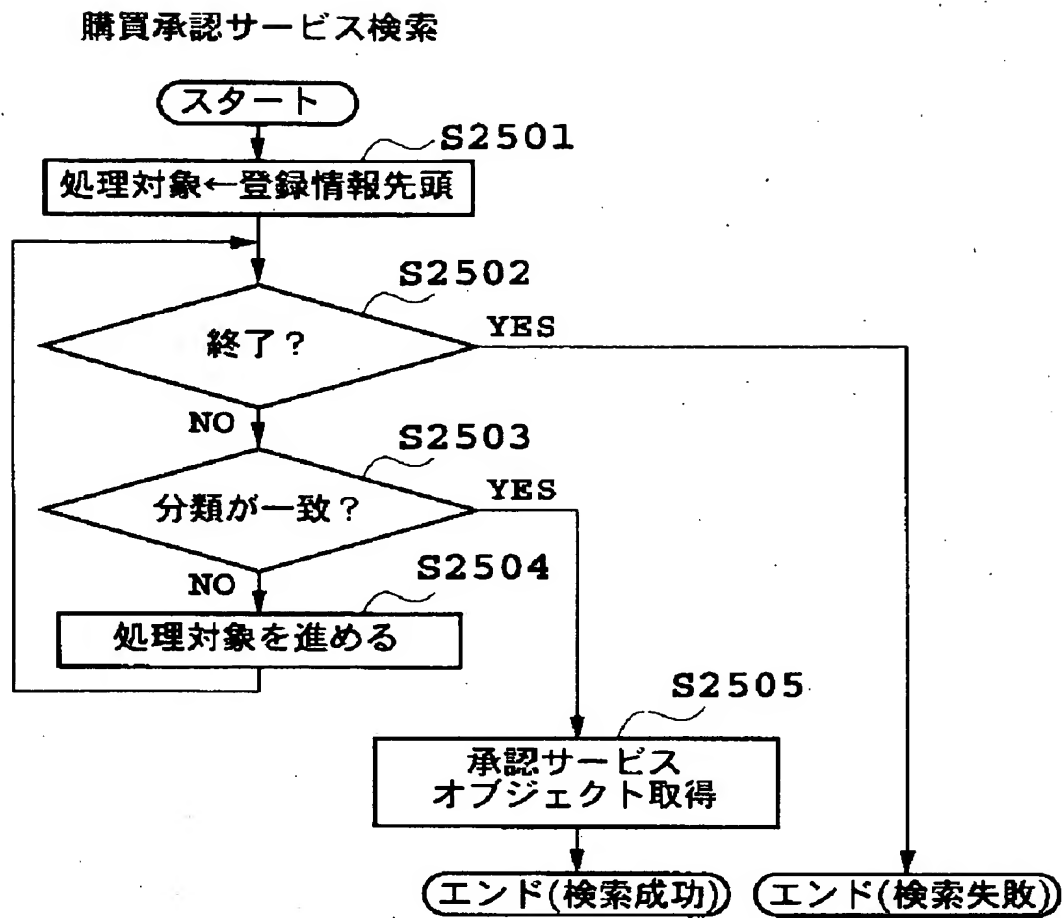 購買承認サービス検索
スタート
S2501
処理対象←登録情報先頭
S2502
終了?
YES
NO
S2503
分類が一致?
YES
NO
S2504
処理対象を進める
S2505
承認サービス
オブジェクト取得
エンド(検索成功)
エンド(検索失敗)